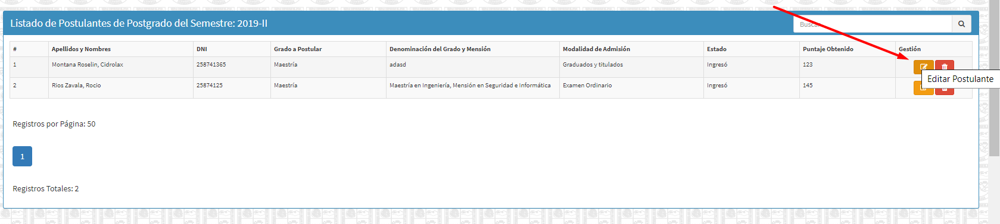 Listado de Postulantes de Postgrado del Semestre: 2019-II
Buscar
# Apellidos y Nombres DNI Grado a Postular Denominación del Grado y Mensión Modalidad de Admisión Estado Puntaje Obtenido Gestión
1 Montana Roselin, Cidrolax 258741365 Maestría adasd Graduados y titulados Ingresó 123
Editar Postulante
2 Rios Zavala, Rocio 25874125 Maestría Maestría en Ingeniería, Mensión en Seguridad e Informática Examen Ordinario Ingresó 145
Registros por Página: 50
1
Registros Totales: 2